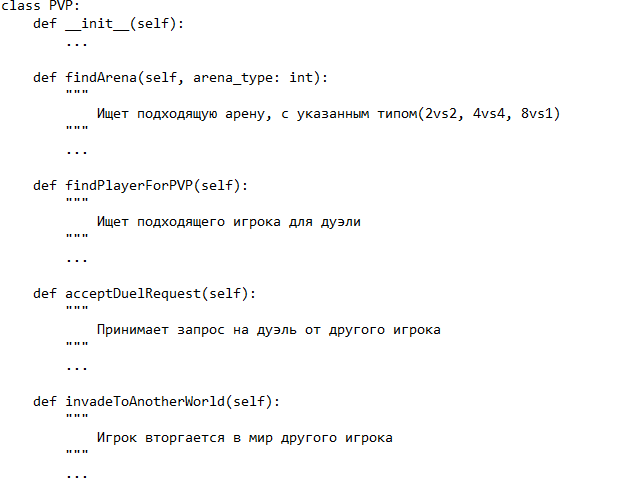 class PVP:
    def __init__(self):
        ...

    def findArena(self, arena_type: int):
        """
            Ищет подходящую арену, с указанным типом(2vs2, 4vs4, 8vs1)
        """
        ...

    def findPlayerForPVP(self):
        """
            Ищет подходящего игрока для дуэли
        """
        ...

    def acceptDuelRequest(self):
        """
            Принимает запрос на дуэль от другого игрока
        """
        ...

    def invadeToAnotherWorld(self):
        """
            Игрок вторгается в мир другого игрока
        """
        ...